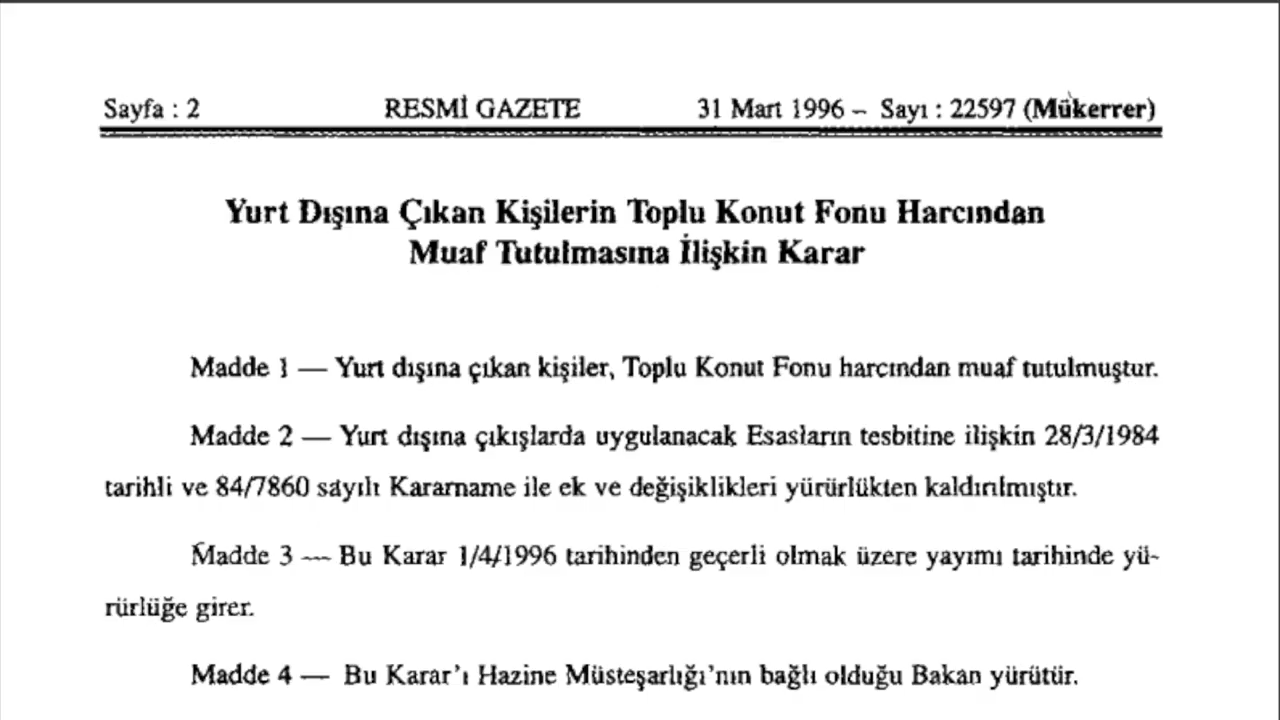 Sayfa : 2 RESMİ GAZETE 31 Mart 1996 – Sayı : 22597 (Mükerrer)
Yurt Dışına Çıkan Kişilerin Toplu Konut Fonu Harcından
Muaf Tutulmasına İlişkin Karar
Madde 1 — Yurt dışına çıkan kişiler, Toplu Konut Fonu harcından muaf tutulmuştur.
Madde 2 — Yurt dışına çıkışlarda uygulanacak Esasların tesbitine ilişkin 28/3/1984
tarihli ve 84/7860 sayılı Kararname ile ek ve değişiklikleri yürürlükten kaldırılmıştır.
Madde 3 — Bu Karar 1/4/1996 tarihinden geçerli olmak üzere yayımı tarihinde yü-
rürlüğe girer.
Madde 4 — Bu Karar'ı Hazine Müsteşarlığı'nın bağlı olduğu Bakan yürütür.